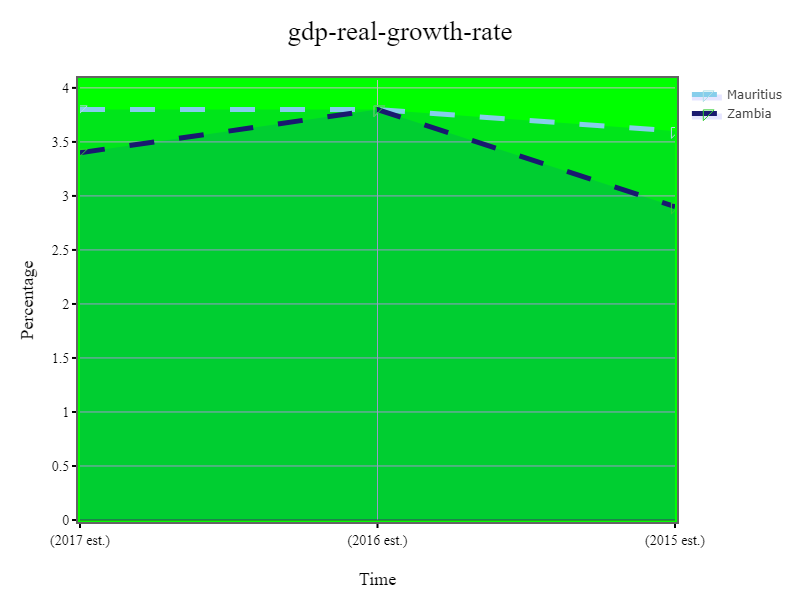 gdp-real-growth-rate
Mauritius
Zambia
4
3.5
3
2.5
2
1.5
1
0.5
0
Percentage
(2017 est.)
(2016 est.)
(2015 est.)
Time